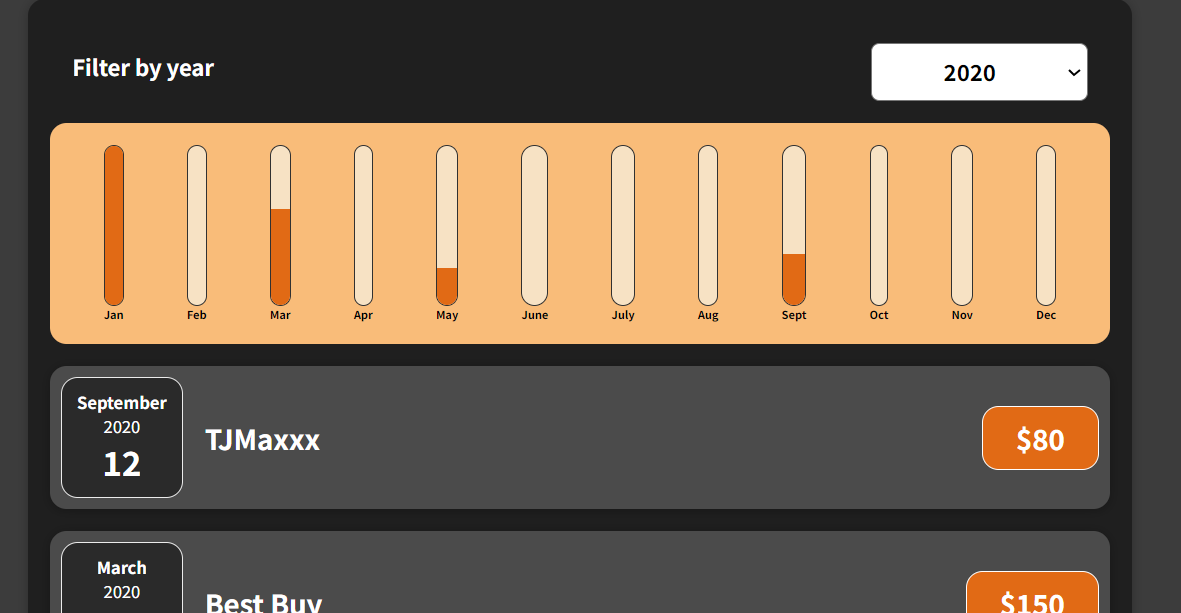 Filter by year
2020
Jan Feb Mar Apr May June July Aug Sept Oct Nov Dec
September
2020
12
TJMaxxx
$80
March
2020
Best Buy
$150